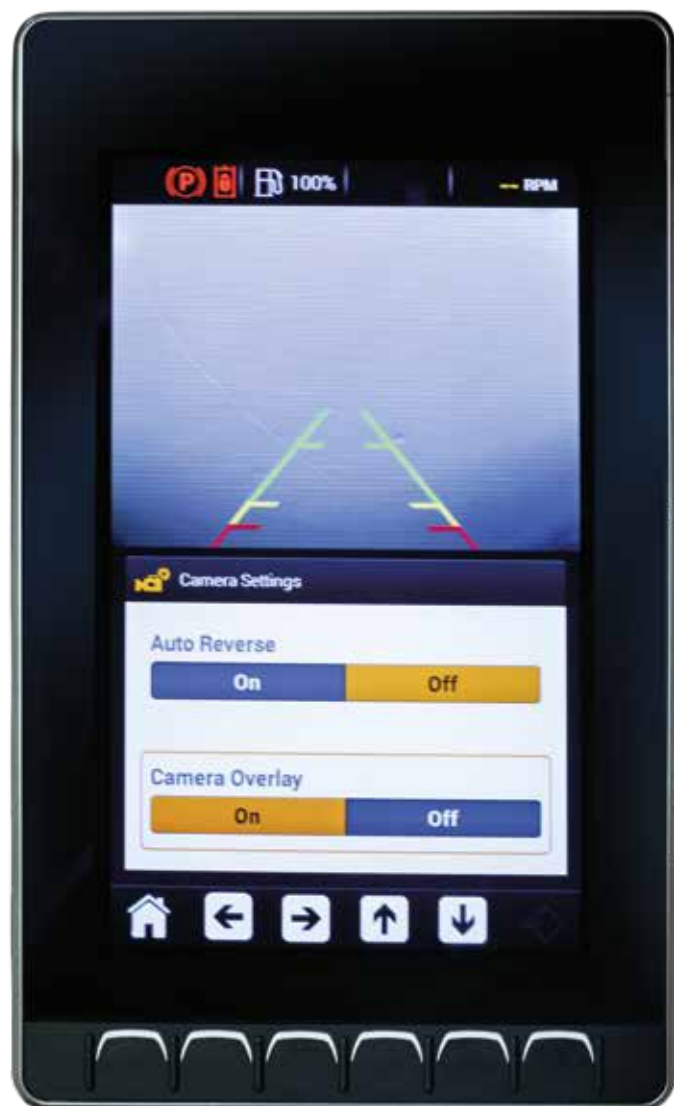 P 100% -- RPM
Camera Settings
Auto Reverse
On Off
Camera Overlay
On Off